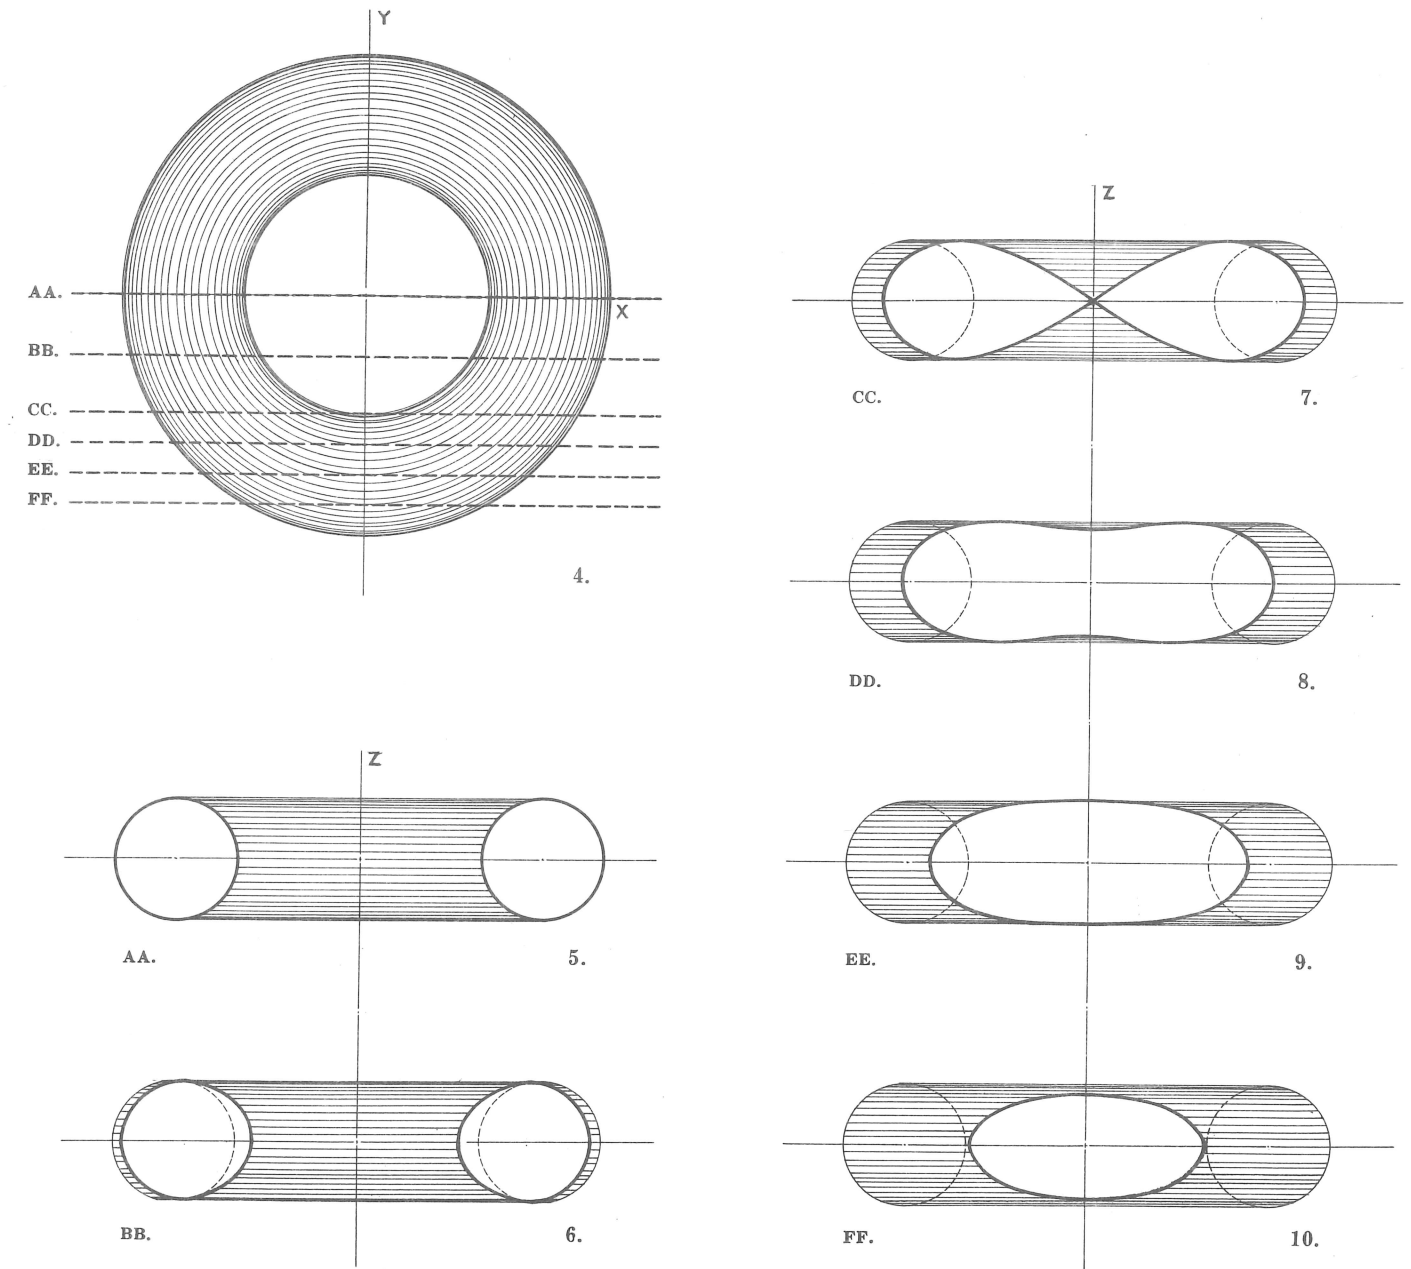 Y
AA.
X
BB.
CC.
DD.
EE.
FF.
4.
Z
AA. 5.
BB. 6.
Z
CC. 7.
DD. 8.
EE. 9.
FF. 10.